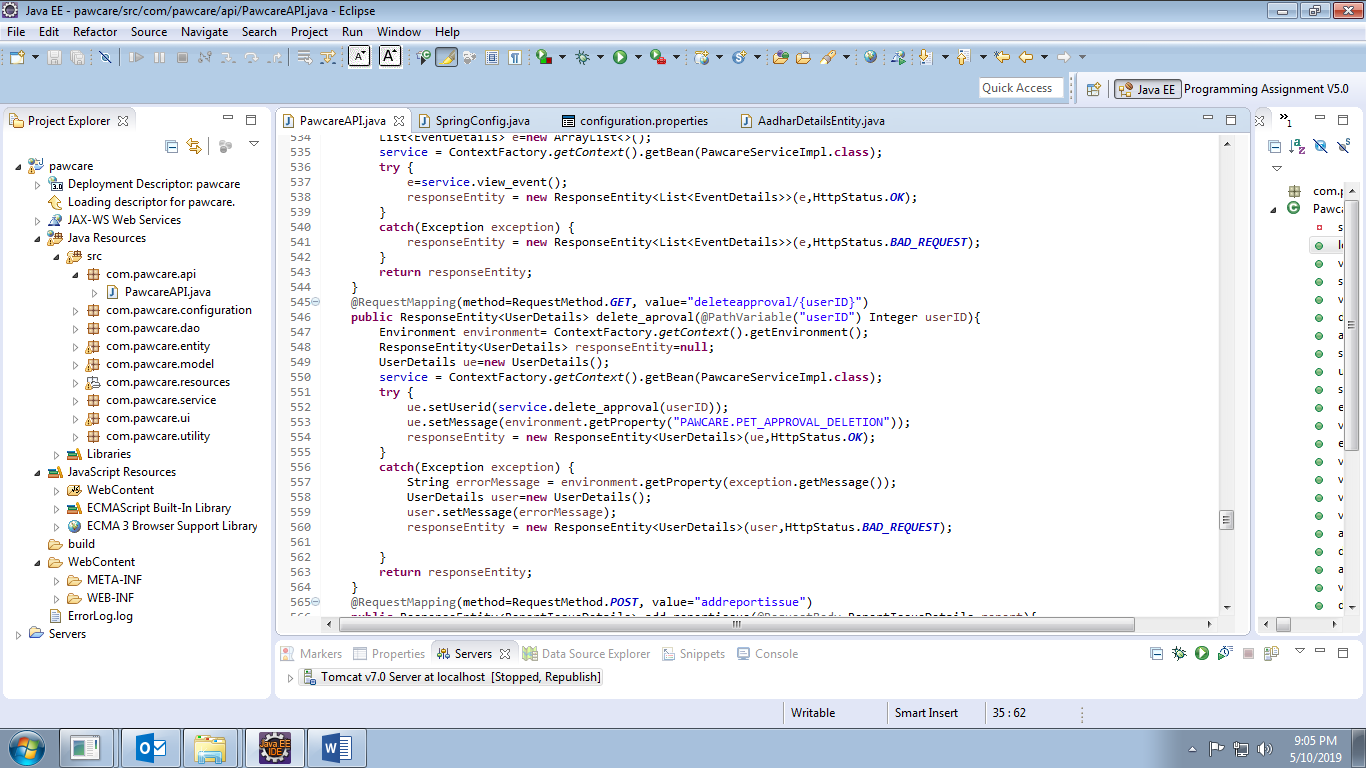 Java EE - pawcare/src/com/pawcare/api/PawcareAPI.java - Eclipse
File Edit Refactor Source Navigate Search Project Run Window Help
Quick Access Java EE Programming Assignment V5.0
Project Explorer
pawcare
Deployment Descriptor: pawcare
Loading descriptor for pawcare.
JAX-WS Web Services
Java Resources
src
com.pawcare.api
PawcareAPI.java
com.pawcare.configuration
com.pawcare.dao
com.pawcare.entity
com.pawcare.model
com.pawcare.resources
com.pawcare.service
com.pawcare.ui
com.pawcare.utility
Libraries
JavaScript Resources
WebContent
ECMAScript Built-In Library
ECMA 3 Browser Support Library
build
WebContent
META-INF
WEB-INF
ErrorLog.log
Servers
PawcareAPI.java SpringConfig.java configuration.properties AadharDetailsEntity.java
534 List<EventDetails> e=new ArrayList<>();
535 service = ContextFactory.getContext().getBean(PawcareServiceImpl.class);
536 try {
537 e=service.view_event();
538 responseEntity = new ResponseEntity<List<EventDetails>>(e,HttpStatus.OK);
539 }
540 catch(Exception exception) {
541 responseEntity = new ResponseEntity<List<EventDetails>>(e,HttpStatus.BAD_REQUEST);
542 }
543 return responseEntity;
544 }
545 @RequestMapping(method=RequestMethod.GET, value="deleteapproval/{userID}")
546 public ResponseEntity<UserDetails> delete_aproval(@PathVariable("userID") Integer userID){
547 Environment environment= ContextFactory.getContext().getEnvironment();
548 ResponseEntity<UserDetails> responseEntity=null;
549 UserDetails ue=new UserDetails();
550 service = ContextFactory.getContext().getBean(PawcareServiceImpl.class);
551 try {
552 ue.setUserid(service.delete_approval(userID));
553 ue.setMessage(environment.getProperty("PAWCARE.PET_APPROVAL_DELETION"));
554 responseEntity = new ResponseEntity<UserDetails>(ue,HttpStatus.OK);
555 }
556 catch(Exception exception) {
557 String errorMessage = environment.getProperty(exception.getMessage());
558 UserDetails user=new UserDetails();
559 user.setMessage(errorMessage);
560 responseEntity = new ResponseEntity<UserDetails>(user,HttpStatus.BAD_REQUEST);
561
562 }
563 return responseEntity;
564 }
565 @RequestMapping(method=RequestMethod.POST, value="addreportissue")
Markers Properties Servers Data Source Explorer Snippets Console
Tomcat v7.0 Server at localhost [Stopped, Republish]
Writable Smart Insert 35 : 62
9:05 PM
5/10/2019